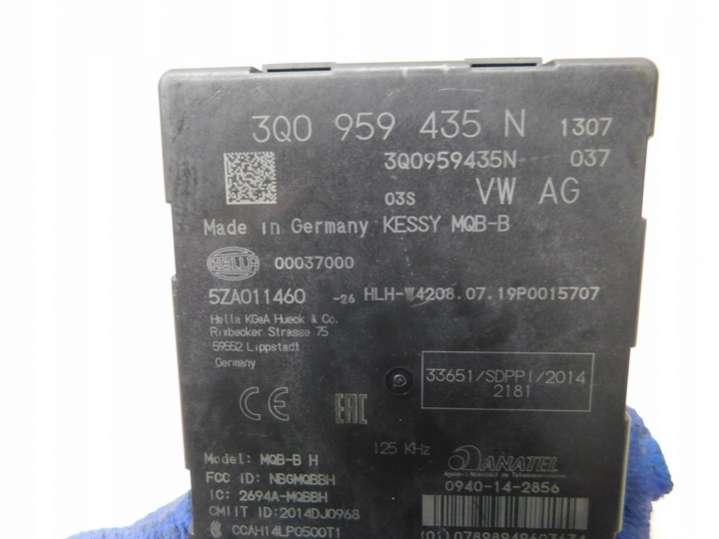 3Q0 959 435 N 1307
3Q0959435N 037
03S VW AG
Made in Germany KESSY MQB-B
HELLA 00037000
5ZA011460 -26 HLH-W4208.07.19P0015707
Hella KGaA Hueck & Co.
Rixbecker Strasse 75
59552 Lippstadt
Germany
33651/SDPPI/2014
2181
CE EAC
125 KHz
Model: MQB-B H
ANATEL
FCC ID: NBGMQBBH
0940-14-2856
IC: 2694A-MQBBH
CMIIT ID:2014DJ0968
CCAH14LP0500T1